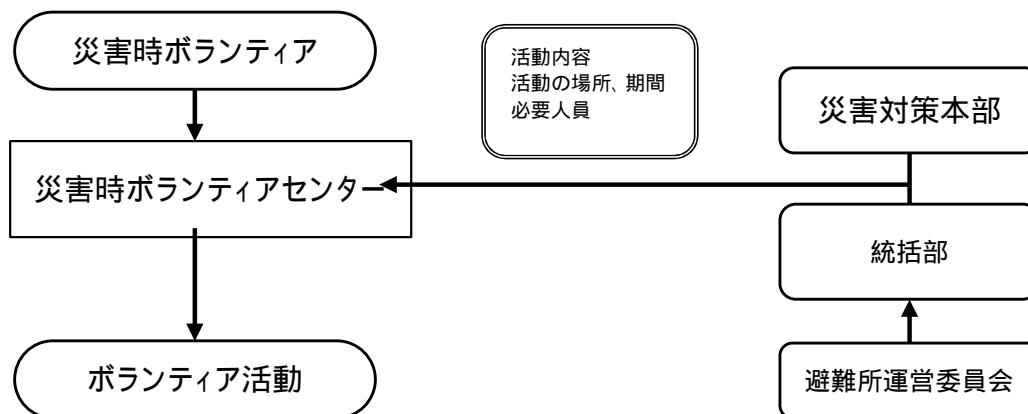 災害時ボランティア
活動内容
活動の場所、期間
必要人員
災害対策本部
災害時ボランティアセンター
統括部
ボランティア活動
避難所運営委員会